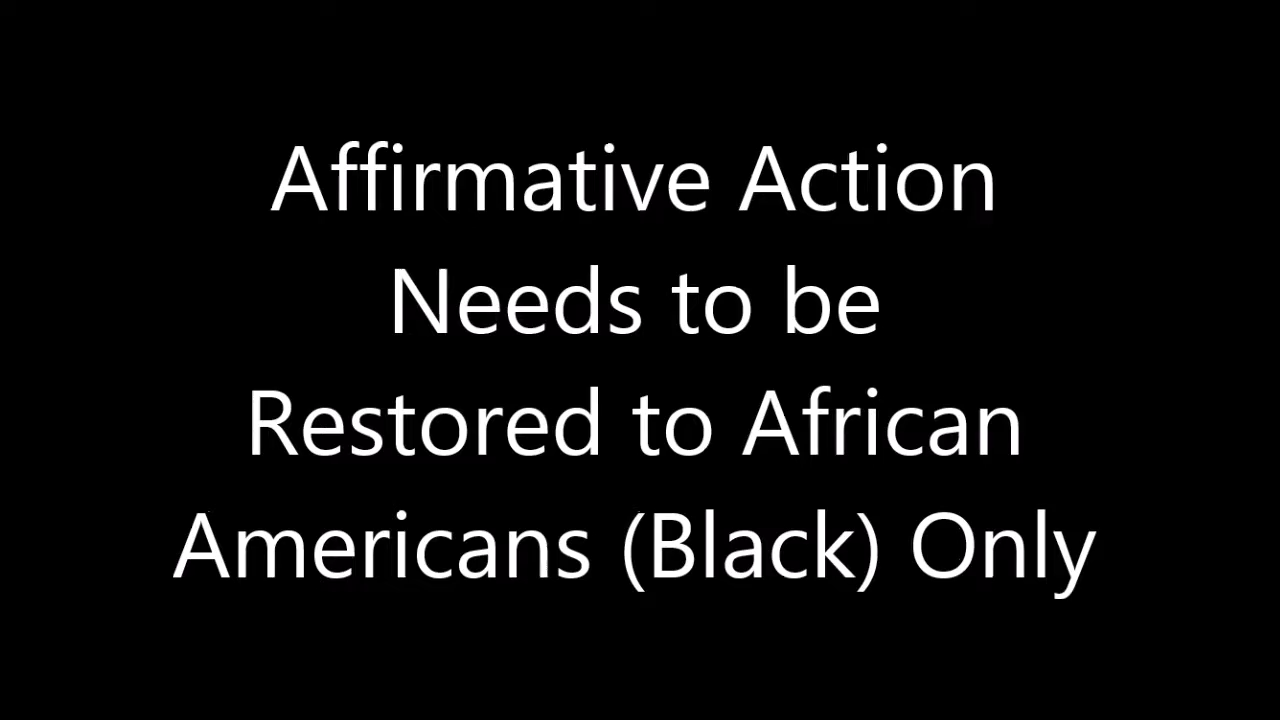 Affirmative Action
Needs to be
Restored to African
Americans (Black) Only